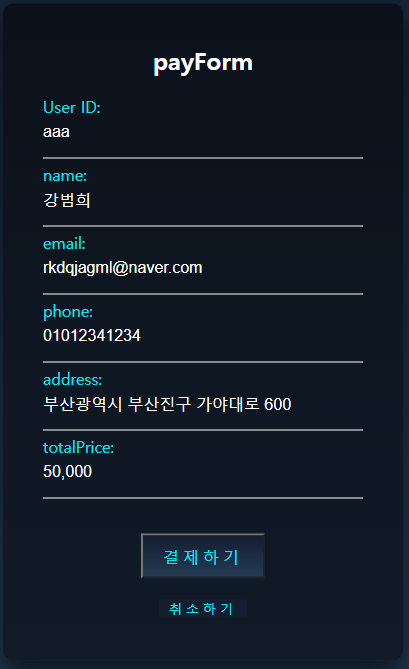 payForm
User ID:
aaa
name:
강범희
email:
rkdqjagml@naver.com
phone:
01012341234
address:
부산광역시 부산진구 가야대로 600
totalPrice:
50,000
결 제 하 기
취 소 하 기